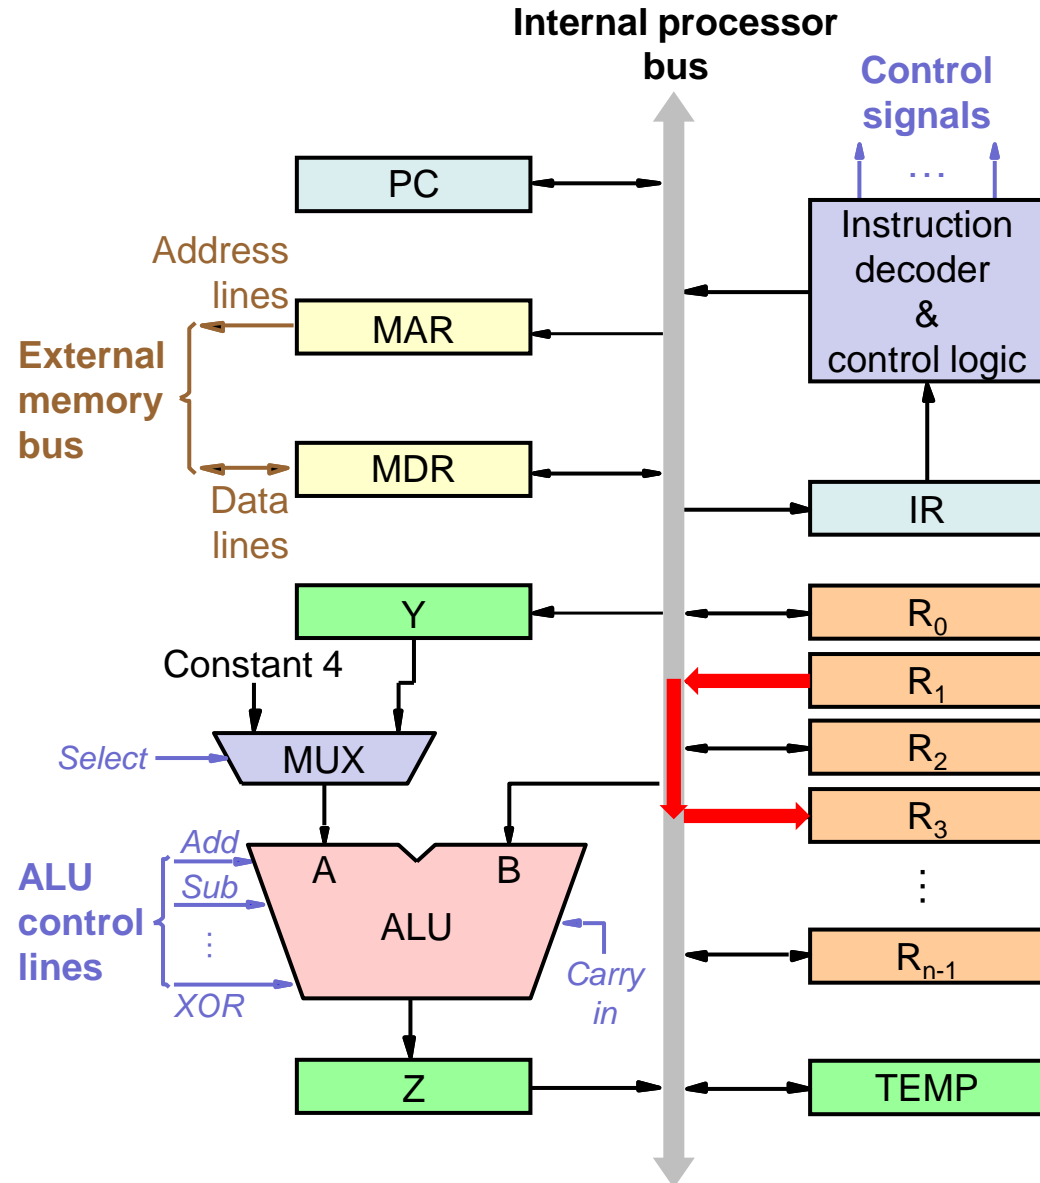 Internal processor
bus
Control
signals
...
PC
Instruction
decoder
&
control logic
Address
lines
MAR
External
memory
bus
MDR
Data
lines
IR
Y
R0
Constant 4
R1
MUX
Select
R2
R3
Add
A
B
ALU
control
lines
Sub
ALU
⋮
⋮
Rn-1
XOR
Carry
in
Z
TEMP